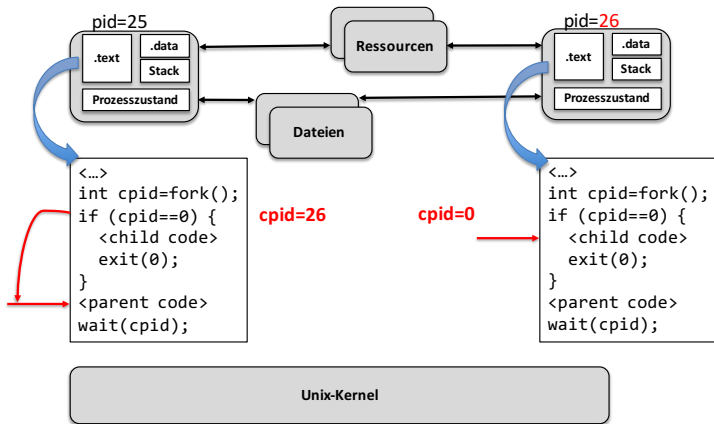 pid=25
.text
.data
Stack
Prozesszustand
Ressourcen
Dateien
pid=26
.text
.data
Stack
Prozesszustand
<...>
int cpid=fork();
if (cpid==0) {
<child code>
exit(0);
}
<parent code>
wait(cpid);
cpid=26
cpid=0
<...>
int cpid=fork();
if (cpid==0) {
<child code>
exit(0);
}
<parent code>
wait(cpid);
Unix-Kernel